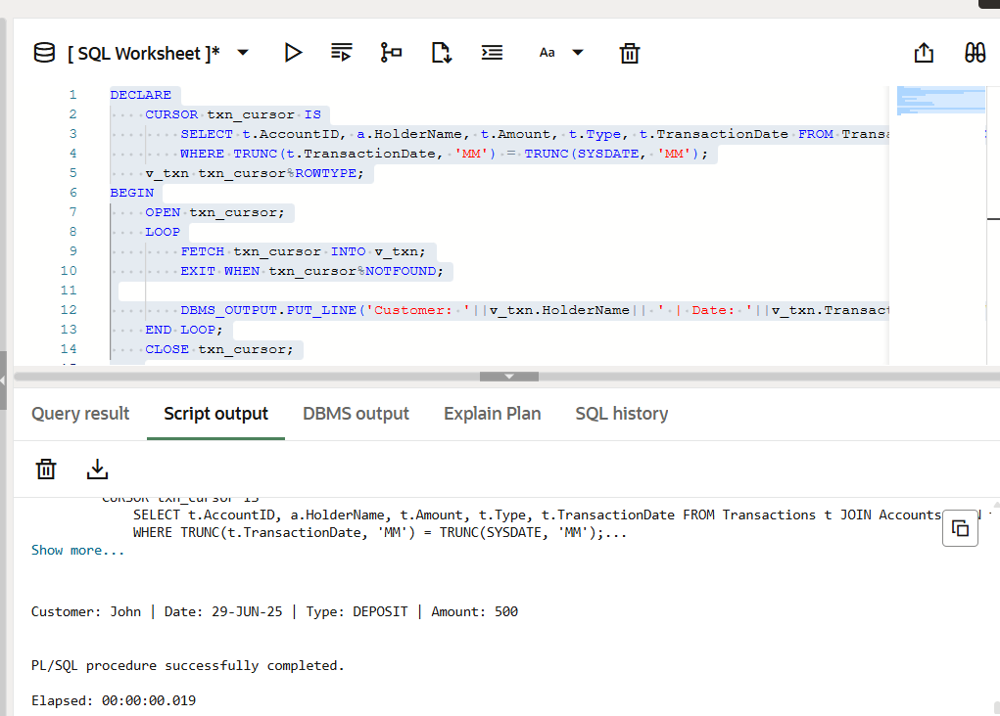 [ SQL Worksheet ]*
Aa
1 DECLARE
2 CURSOR txn_cursor IS
3 SELECT t.AccountID, a.HolderName, t.Amount, t.Type, t.TransactionDate FROM Transa
4 WHERE TRUNC(t.TransactionDate, 'MM') = TRUNC(SYSDATE, 'MM');
5 v_txn txn_cursor%ROWTYPE;
6 BEGIN
7 OPEN txn_cursor;
8 LOOP
9 FETCH txn_cursor INTO v_txn;
10 EXIT WHEN txn_cursor%NOTFOUND;
11
12 DBMS_OUTPUT.PUT_LINE('Customer: '||v_txn.HolderName|| ' | Date: '||v_txn.Transact
13 END LOOP;
14 CLOSE txn_cursor;
Query result Script output DBMS output Explain Plan SQL history
CURSOR txn_cursor IS
SELECT t.AccountID, a.HolderName, t.Amount, t.Type, t.TransactionDate FROM Transactions t JOIN Accounts
WHERE TRUNC(t.TransactionDate, 'MM') = TRUNC(SYSDATE, 'MM');...
Show more...
Customer: John | Date: 29-JUN-25 | Type: DEPOSIT | Amount: 500
PL/SQL procedure successfully completed.
Elapsed: 00:00:00.019